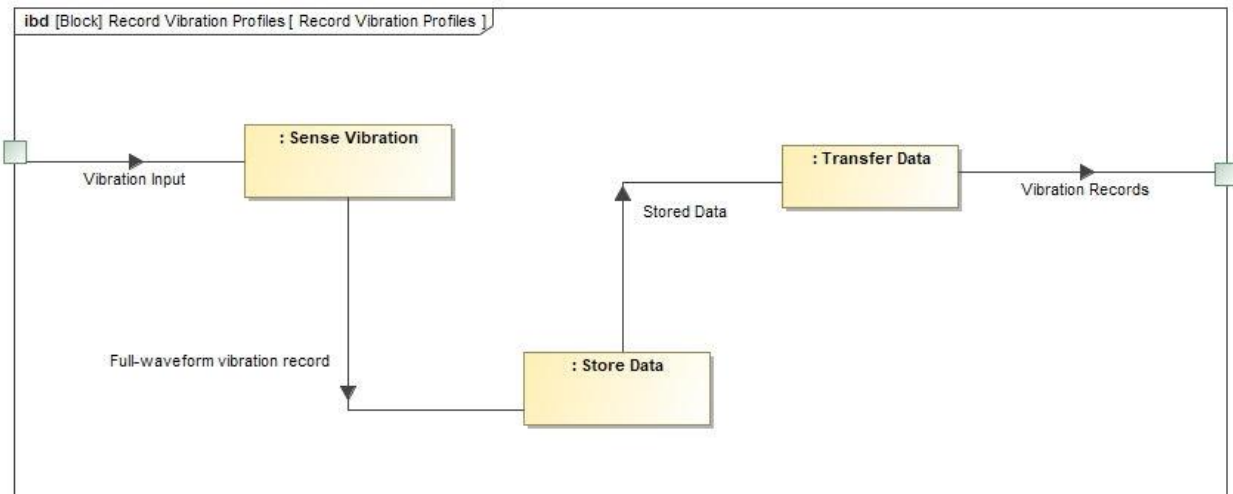 ibd [Block] Record Vibration Profiles [ Record Vibration Profiles ]
: Sense Vibration
: Transfer Data
Vibration Input
Vibration Records
Stored Data
Full-waveform vibration record
: Store Data